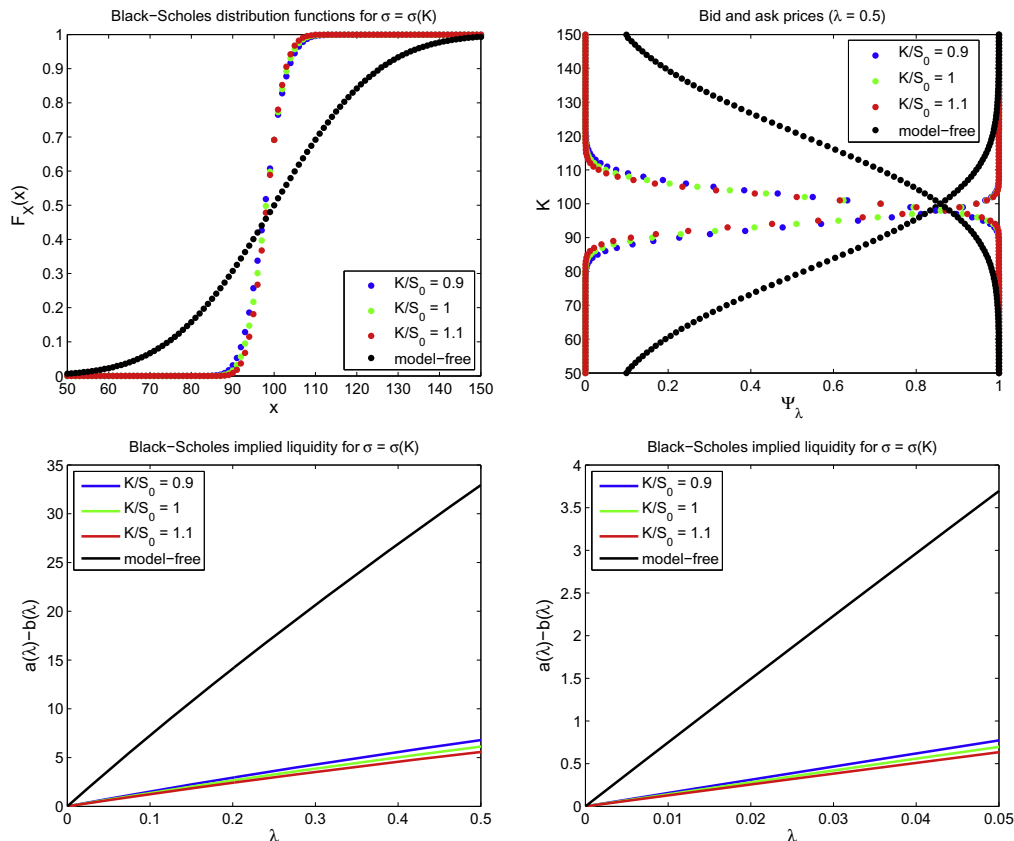 Black−Scholes distribution functions for σ = σ(K)
1
0.9
0.8
0.7
0.6
0.5
0.4
0.3
0.2
0.1
0
F_X(x)
K/S_0 = 0.9
K/S_0 = 1
K/S_0 = 1.1
model−free
50 60 70 80 90 100 110 120 130 140 150
x
Bid and ask prices (λ = 0.5)
150
140
130
120
110
100
90
80
70
60
50
K
K/S_0 = 0.9
K/S_0 = 1
K/S_0 = 1.1
model−free
0 0.2 0.4 0.6 0.8 1
Ψ_λ
Black−Scholes implied liquidity for σ = σ(K)
35
30
25
20
15
10
5
0
a(λ)−b(λ)
K/S_0 = 0.9
K/S_0 = 1
K/S_0 = 1.1
model−free
0 0.1 0.2 0.3 0.4 0.5
λ
Black−Scholes implied liquidity for σ = σ(K)
4
3.5
3
2.5
2
1.5
1
0.5
0
a(λ)−b(λ)
K/S_0 = 0.9
K/S_0 = 1
K/S_0 = 1.1
model−free
0 0.01 0.02 0.03 0.04 0.05
λ